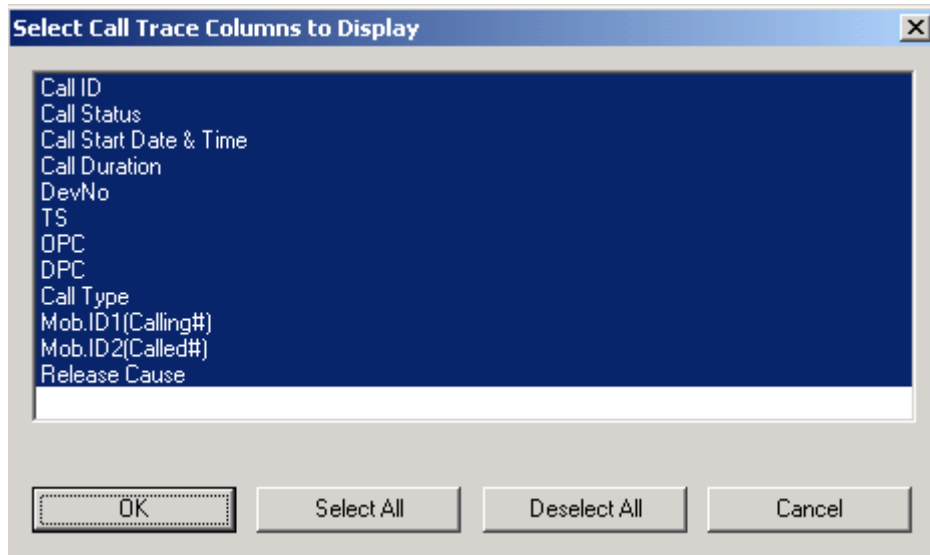 Select Call Trace Columns to Display
Call ID
Call Status
Call Start Date & Time
Call Duration
DevNo
TS
OPC
DPC
Call Type
Mob.ID1(Calling#)
Mob.ID2(Called#)
Release Cause
OK
Select All
Deselect All
Cancel